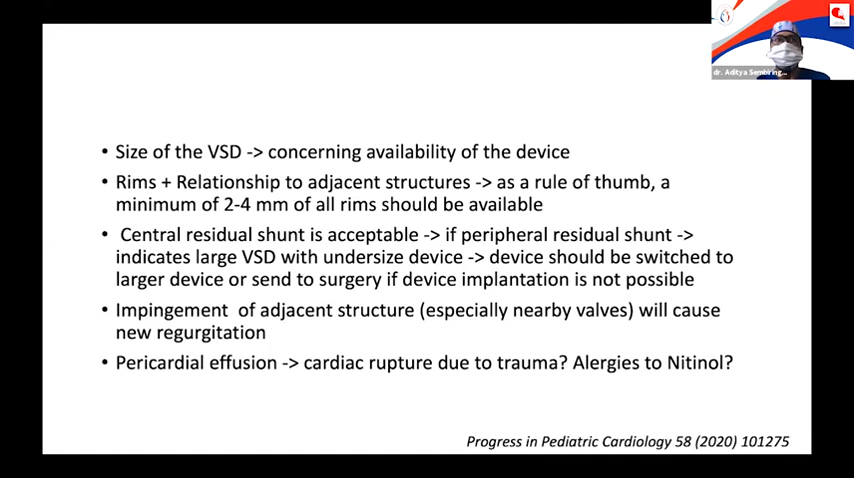 dr. Aditya Sembiring...
• Size of the VSD -> concerning availability of the device
• Rims + Relationship to adjacent structures -> as a rule of thumb, a
minimum of 2-4 mm of all rims should be available
• Central residual shunt is acceptable -> if peripheral residual shunt ->
indicates large VSD with undersize device -> device should be switched to
larger device or send to surgery if device implantation is not possible
• Impingement of adjacent structure (especially nearby valves) will cause
new regurgitation
• Pericardial effusion -> cardiac rupture due to trauma? Alergies to Nitinol?
Progress in Pediatric Cardiology 58 (2020) 101275